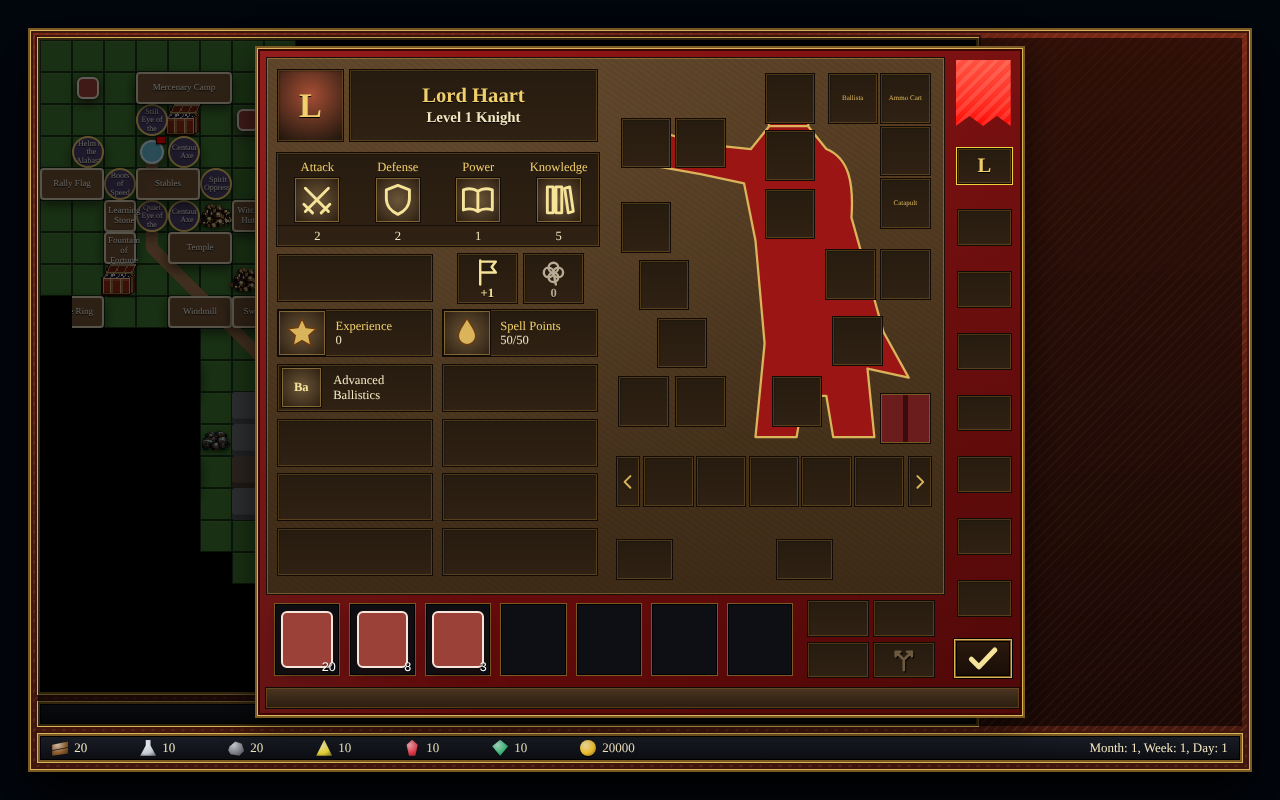 Mercenary Camp
Still
Eye of
the
Helm
the
Alabas
Centaur
Axe
Rally Flag
Boots
of
Speed
Stables
Spirit
Oppres
Learning
Stone
Quiet
Eye of
the
Centaur
Axe
Fountain
of
Fortune
Temple
Ring
Windmill
L
Lord Haart
Level 1 Knight
Attack
Defense
Power
Knowledge
2
2
1
5
+1
0
Experience
0
Spell Points
50/50
Ba
Advanced
Ballistics
Ballista
Ammo Cart
Catapult
L
20
8
3
20
10
20
10
10
10
20000
Month: 1, Week: 1, Day: 1